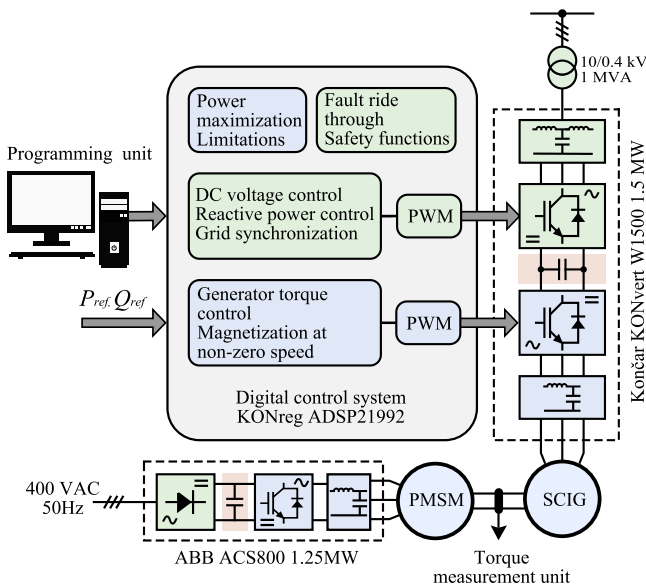 10/0.4 kV
1 MVA
Power
maximization
Limitations
Fault ride
through
Safety functions
Programming unit
DC voltage control
Reactive power control
Grid synchronization
PWM
Pref, Qref
Generator torque
control
Magnetization at
non-zero speed
PWM
Digital control system
KONreg ADSP21992
Končar KONvert W1500 1.5 MW
400 VAC
50Hz
PMSM
SCIG
ABB ACS800 1.25MW
Torque
measurement unit